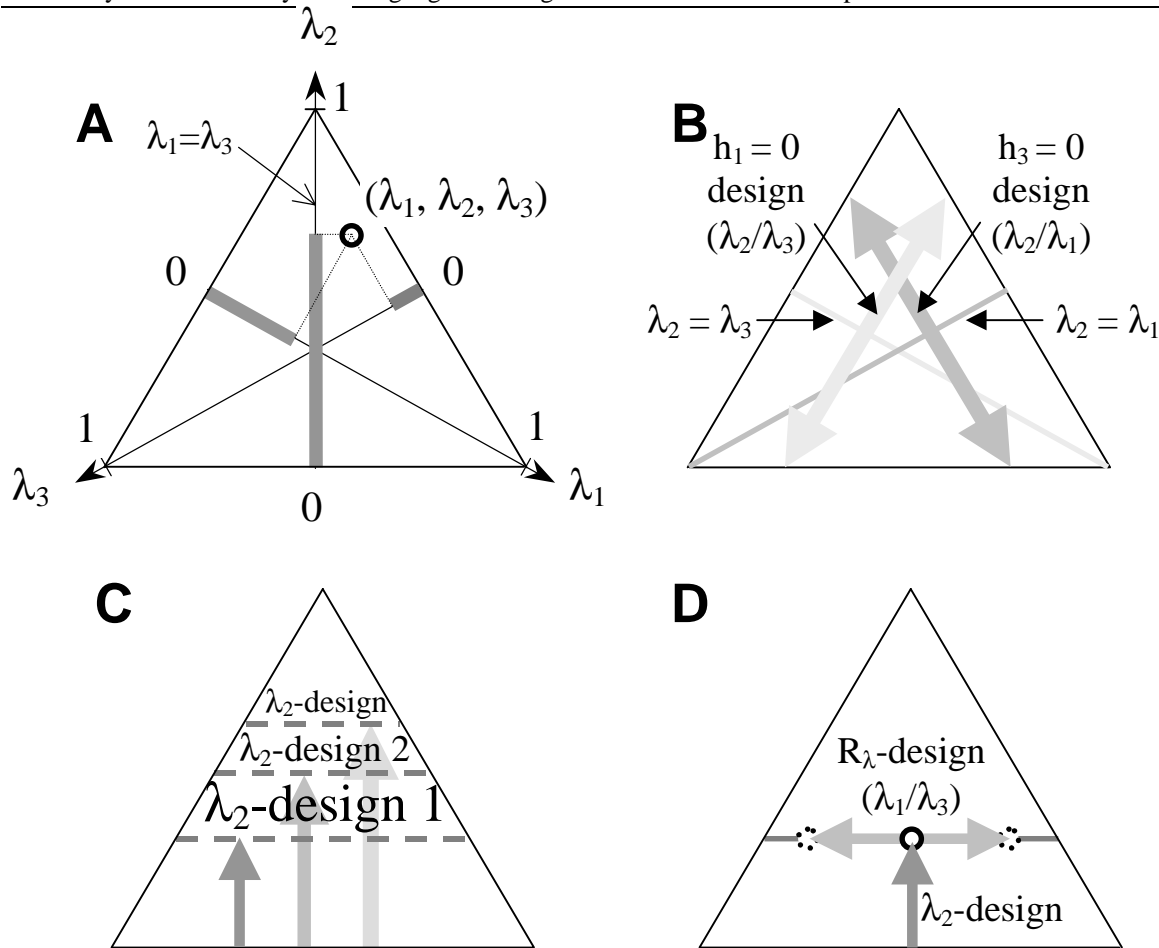 λ₂
A
1
λ₁=λ₃
(λ₁, λ₂, λ₃)
0
0
1
1
λ₃
λ₁
0
B
h₁ = 0
design
(λ₂/λ₃)
h₃ = 0
design
(λ₂/λ₁)
λ₂ = λ₃
λ₂ = λ₁
C
λ₂-design
λ₂-design 2
λ₂-design 1
D
R_λ-design
(λ₁/λ₃)
λ₂-design